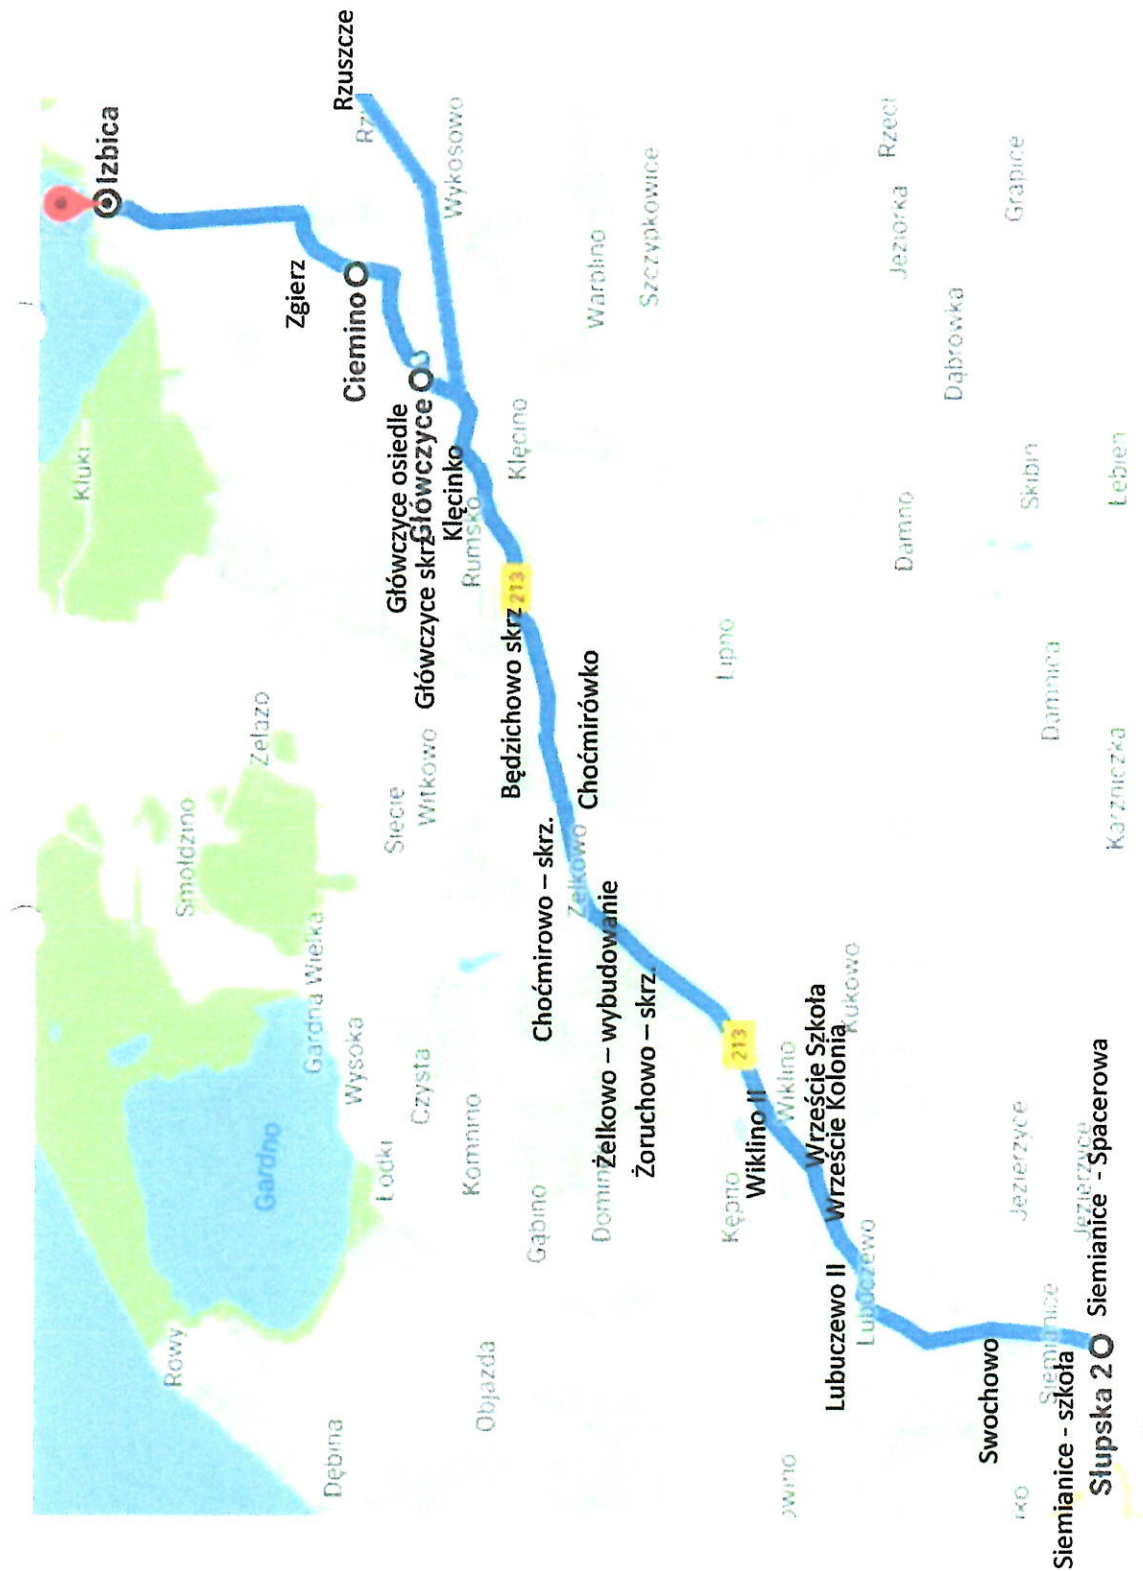 Rowy
Dębina
Gardno
Objazda
Smołdzino
Gardna Wielka
Wysoka
Łódki
Czysta
Komnino
Gąbino
Żelazo
Siecie
Witkowo
Kluki
Izbica
Zgierz
Ciemino
Rzuszcze
Wykosowo
Główczyce osiedle
Główczyce skrz
Główczyce
Klęcinko
Rumsko
Klęcino
213
Będzichowo skrz
Choćmirówko
Choćmirowo – skrz.
Żelkowo
Żelkowo – wybudowanie
Żoruchowo – skrz.
Warblino
Szczypkowice
Lipno
Kępno
213
Wiklino II
Wiklino
Wrzeście Szkoła
Wrzeście Kolonia
Kukowo
Lubuczewo II
Lubuczewo
Jeziorka
Dąbrówka
Grapice
Damno
Skibin
Łebień
Damnica
Karżniczka
Swochowo
Jezierzyce
Jezierzyce
Siemianice
Siemianice - szkoła
Słupska 2
Siemianice - Spacerowa